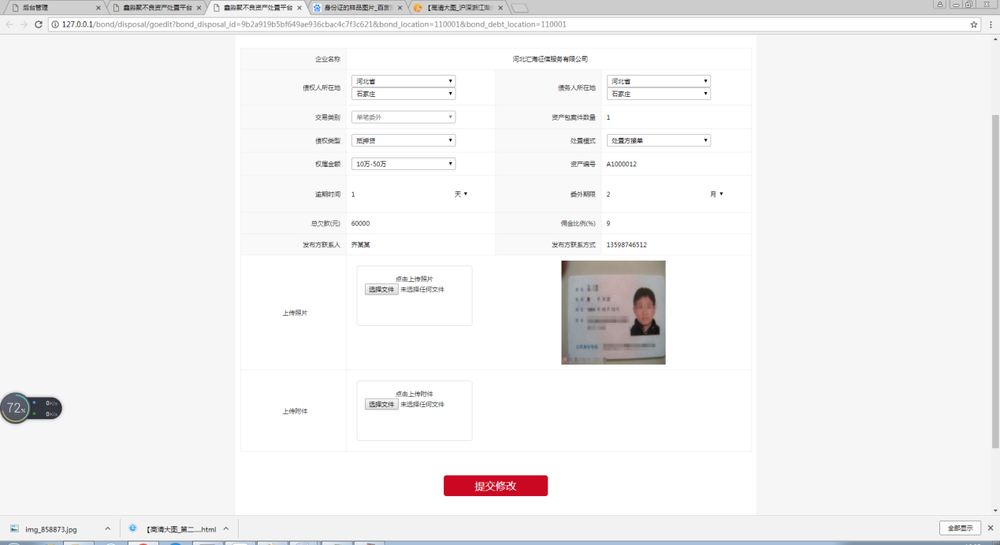 后台管理
鑫淼聚不良资产处置平台
鑫淼聚不良资产处置平台
身份证的样品图片_百度
【高清大图_沪深浙江
127.0.0.1/bond/disposal/goedit?bond_disposal_id=9b2a919b5bf649ae936cbac4c7f3c621&bond_location=110001&bond_debt_location=110001
企业名称 河北汇海征信服务有限公司
债权人所在地 河北省 石家庄 债务人所在地 河北省 石家庄
交易类别 单笔委外 资产包案件数量 1
债权类型 抵押贷 处置模式 处置方接单
权属金额 10万-50万 资产编号 A1000012
逾期时间 1 天 委外期限 2 月
总欠款(元) 60000 佣金比例(%) 9
发布方联系人 齐某某 发布方联系方式 13598746512
点击上传照片
选择文件 未选择任何文件
上传照片
点击上传附件
选择文件 未选择任何文件
上传附件
72%
0K/s
0K/s
提交修改
img_858873.jpg
【高清大图_第二....html
全部显示